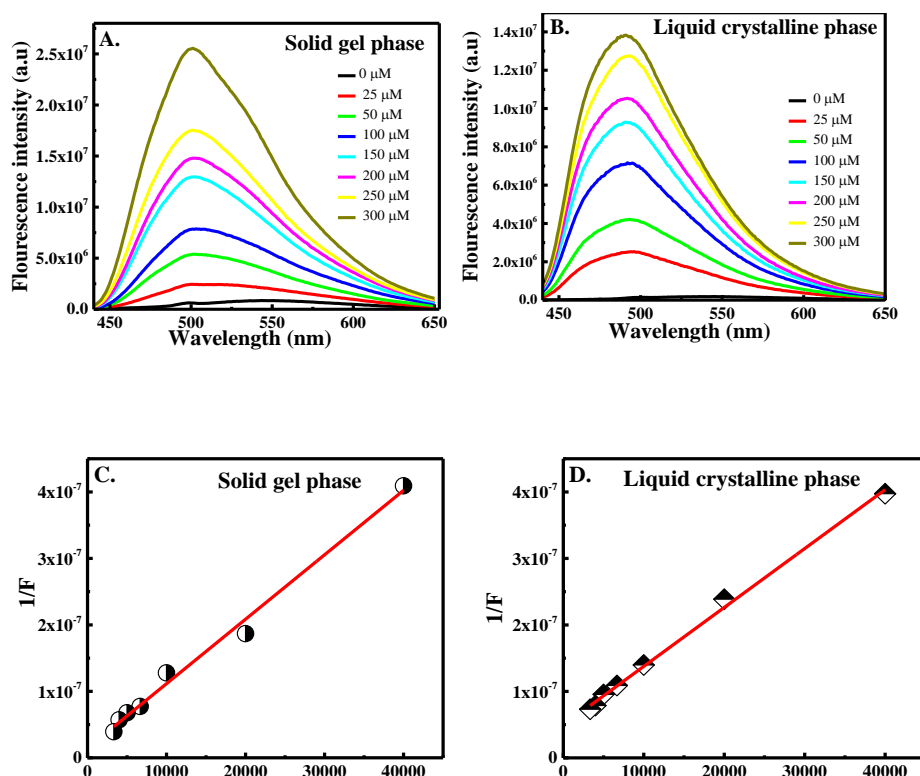 A.
Solid gel phase
Flourescence intensity (a.u)
2.5x10⁷
2.0x10⁷
1.5x10⁷
1.0x10⁷
5.0x10⁶
0.0
0 μM
25 μM
50 μM
100 μM
150 μM
200 μM
250 μM
300 μM
450 500 550 600 650
Wavelength (nm)
B.
Liquid crystalline phase
Flourescence intensity (a.u)
1.4x10⁷
1.2x10⁷
1.0x10⁷
8.0x10⁶
6.0x10⁶
4.0x10⁶
2.0x10⁶
0.0
0 μM
25 μM
50 μM
100 μM
150 μM
200 μM
250 μM
300 μM
450 500 550 600 650
Wavelength (nm)
C.
Solid gel phase
1/F
4x10⁻⁷
3x10⁻⁷
2x10⁻⁷
1x10⁻⁷
0
0 10000 20000 30000 40000
D.
Liquid crystalline phase
1/F
4x10⁻⁷
3x10⁻⁷
2x10⁻⁷
1x10⁻⁷
0
0 10000 20000 30000 40000